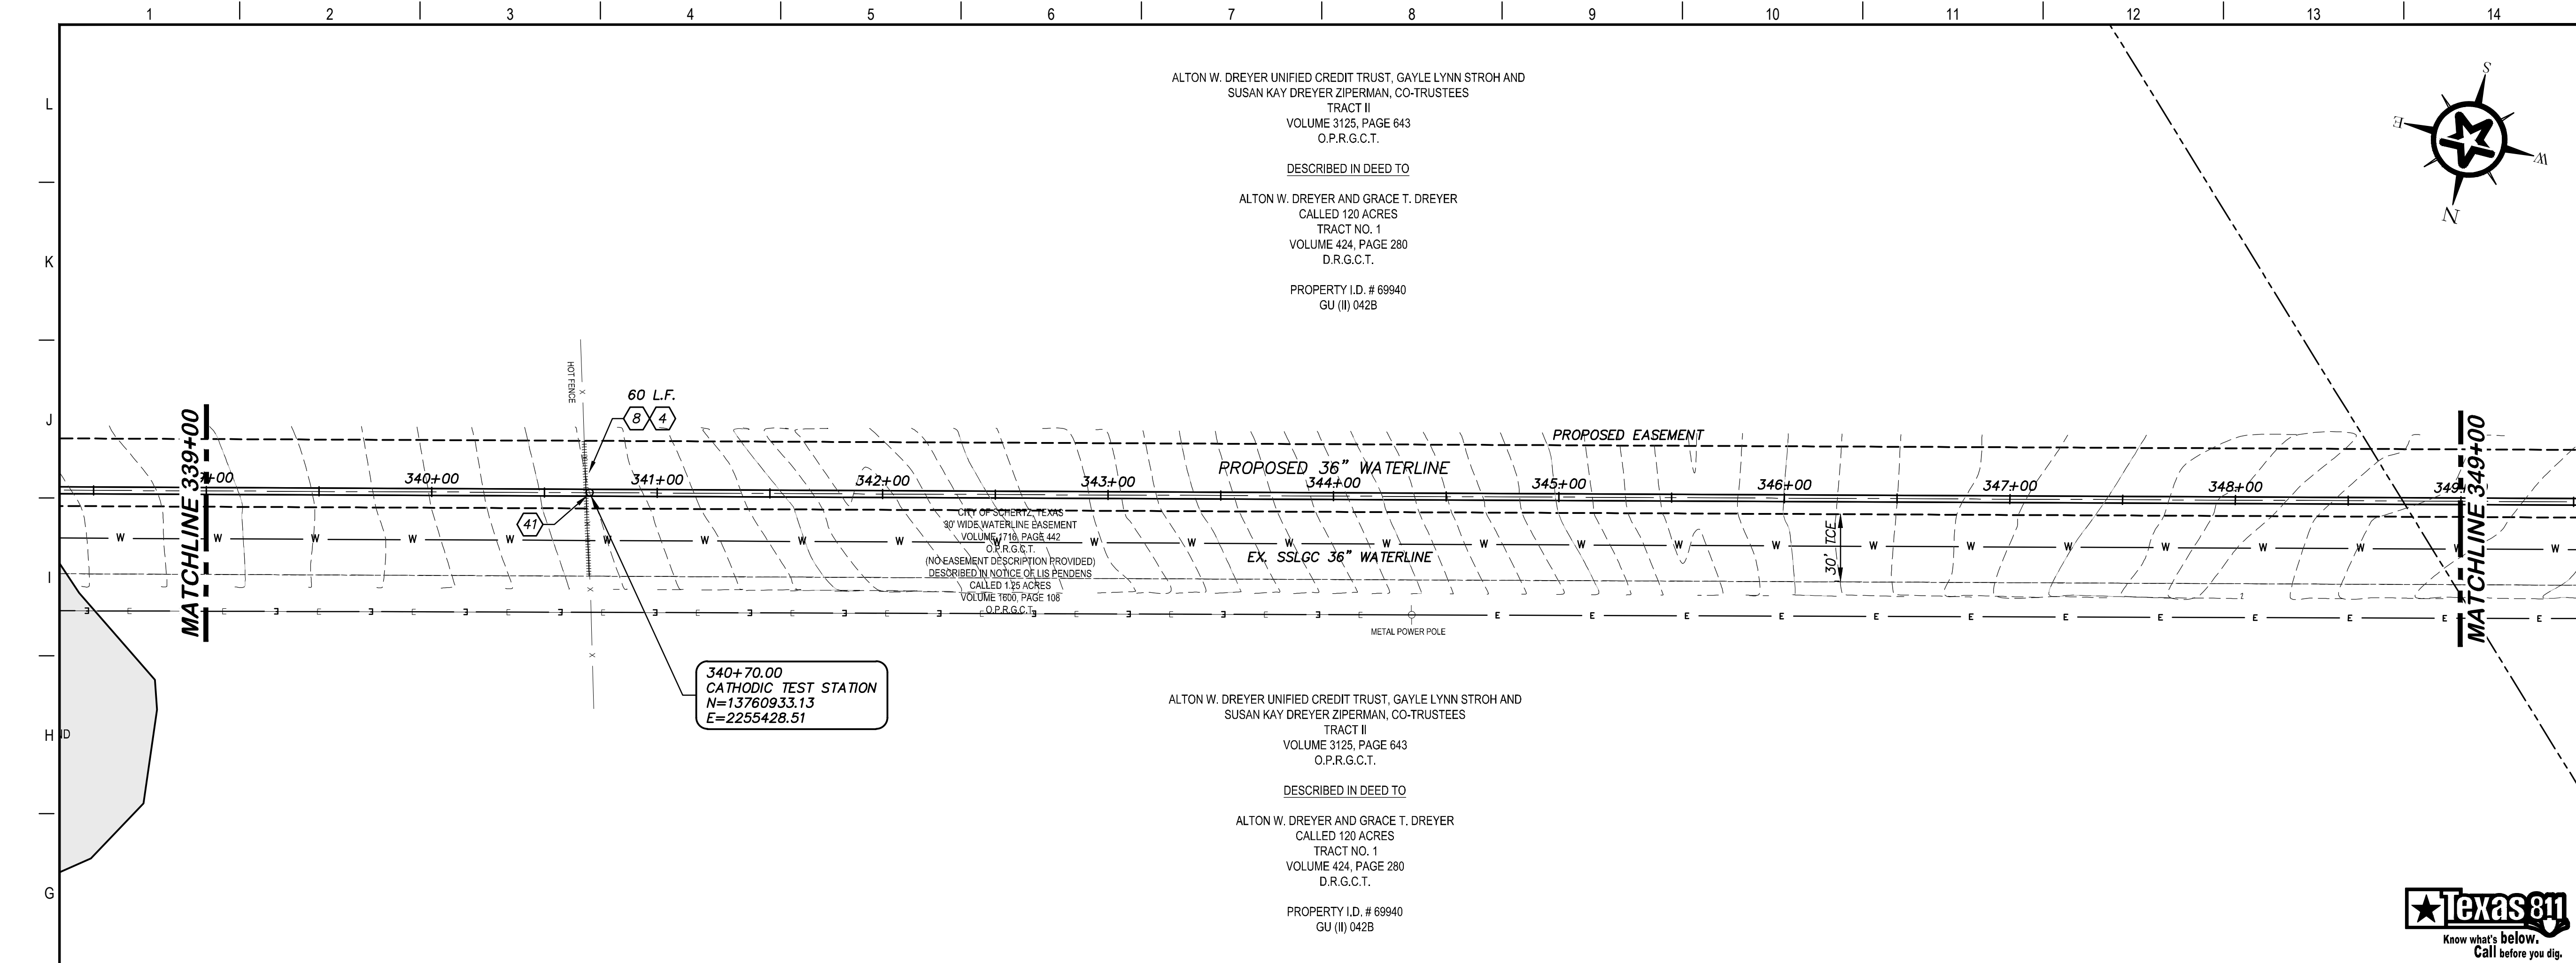 1 2 3 4 5 6 7 8 9 10 11 12 13 14
L
K
J
I
H
G
ALTON W. DREYER UNIFIED CREDIT TRUST, GAYLE LYNN STROH AND
SUSAN KAY DREYER ZIPERMAN, CO-TRUSTEES
TRACT II
VOLUME 3125, PAGE 643
O.P.R.G.C.T.
DESCRIBED IN DEED TO
ALTON W. DREYER AND GRACE T. DREYER
CALLED 120 ACRES
TRACT NO. 1
VOLUME 424, PAGE 280
D.R.G.C.T.
PROPERTY I.D. # 69940
GU (II) 042B
S
E
W
N
HOT FENCE
60 L.F.
8 4
MATCHLINE 339+00
PROPOSED EASEMENT
MATCHLINE 349+00
PROPOSED 36” WATERLINE
+00 340+00 341+00 342+00 343+00 344+00 345+00 346+00 347+00 348+00 349+
41
CITY OF SCHERTZ, TEXAS
30' WIDE WATERLINE EASEMENT
VOLUME 1716, PAGE 442
O.P.R.G.C.T.
(NO EASEMENT DESCRIPTION PROVIDED)
DESCRIBED IN NOTICE OF LIS PENDENS
CALLED 1.25 ACRES
VOLUME 1600, PAGE 108
O.P.R.G.C.T.
W W W W W W W W W W W W W W W W W W W W W W W W W W
EX. SSLGC 36” WATERLINE
30' TCE
E E E E E E E E E E E E E E E E E E E E E E E E E E
METAL POWER POLE
340+70.00
CATHODIC TEST STATION
N=13760933.13
E=2255428.51
ND
ALTON W. DREYER UNIFIED CREDIT TRUST, GAYLE LYNN STROH AND
SUSAN KAY DREYER ZIPERMAN, CO-TRUSTEES
TRACT II
VOLUME 3125, PAGE 643
O.P.R.G.C.T.
DESCRIBED IN DEED TO
ALTON W. DREYER AND GRACE T. DREYER
CALLED 120 ACRES
TRACT NO. 1
VOLUME 424, PAGE 280
D.R.G.C.T.
PROPERTY I.D. # 69940
GU (II) 042B
Texas811
Know what's below.
Call before you dig.